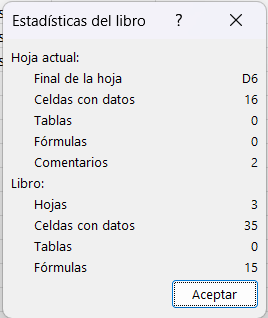 Estadísticas del libro ? ×
Hoja actual:
Final de la hoja D6
Celdas con datos 16
Tablas 0
Fórmulas 0
Comentarios 2
Libro:
Hojas 3
Celdas con datos 35
Tablas 0
Fórmulas 15
Aceptar